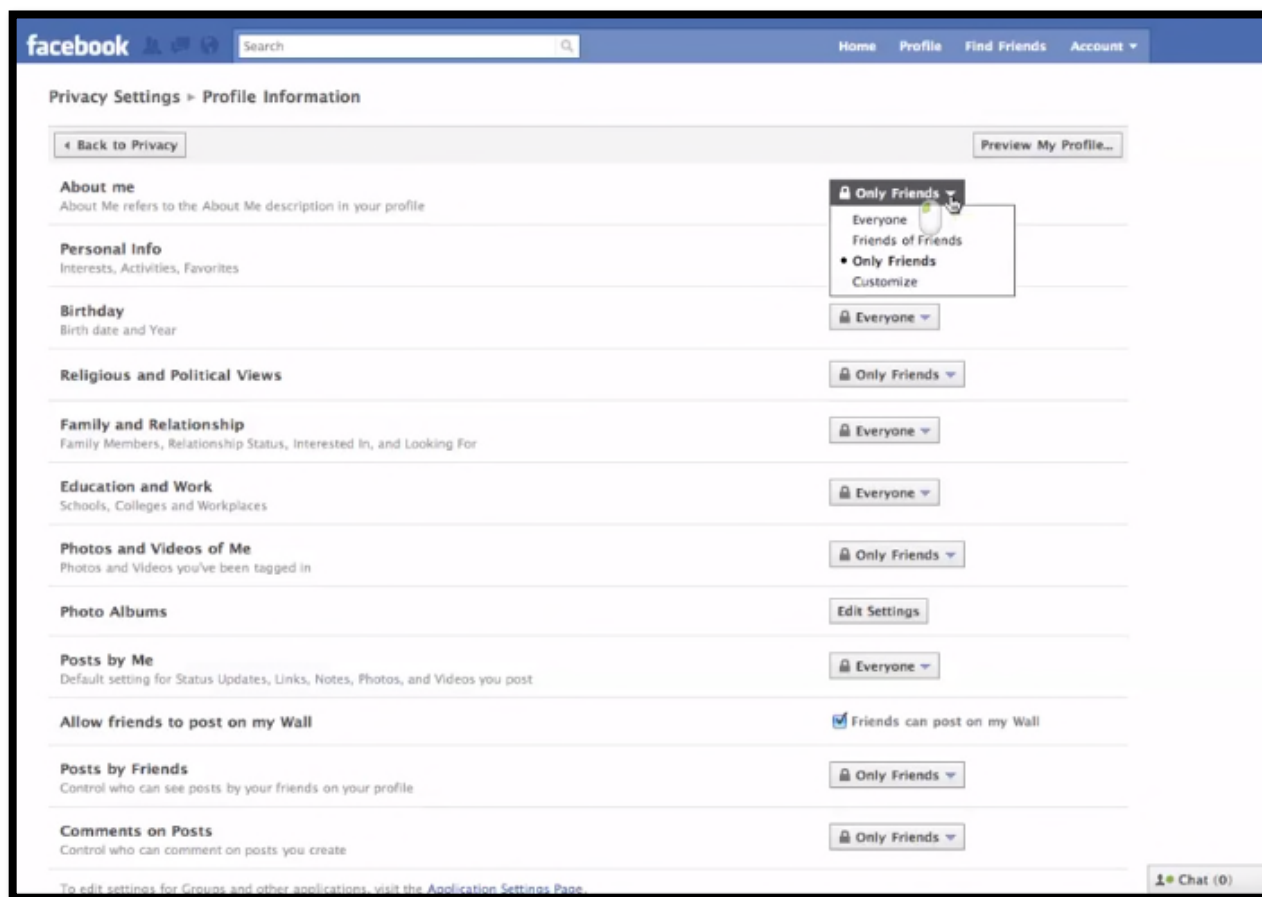 facebook Search Home Profile Find Friends Account
Privacy Settings ▸ Profile Information
Back to Privacy Preview My Profile...
About me Only Friends
About Me refers to the About Me description in your profile
Everyone
Friends of Friends
Personal Info
Only Friends
Interests, Activities, Favorites
Customize
Birthday Everyone
Birth date and Year
Religious and Political Views Only Friends
Family and Relationship Everyone
Family Members, Relationship Status, Interested In, and Looking For
Education and Work Everyone
Schools, Colleges and Workplaces
Photos and Videos of Me Only Friends
Photos and Videos you've been tagged in
Photo Albums Edit Settings
Posts by Me Everyone
Default setting for Status Updates, Links, Notes, Photos, and Videos you post
Allow friends to post on my Wall Friends can post on my Wall
Posts by Friends Only Friends
Control who can see posts by your friends on your profile
Comments on Posts Only Friends
Control who can comment on posts you create
To edit settings for Groups and other applications, visit the Application Settings Page.
Chat (0)